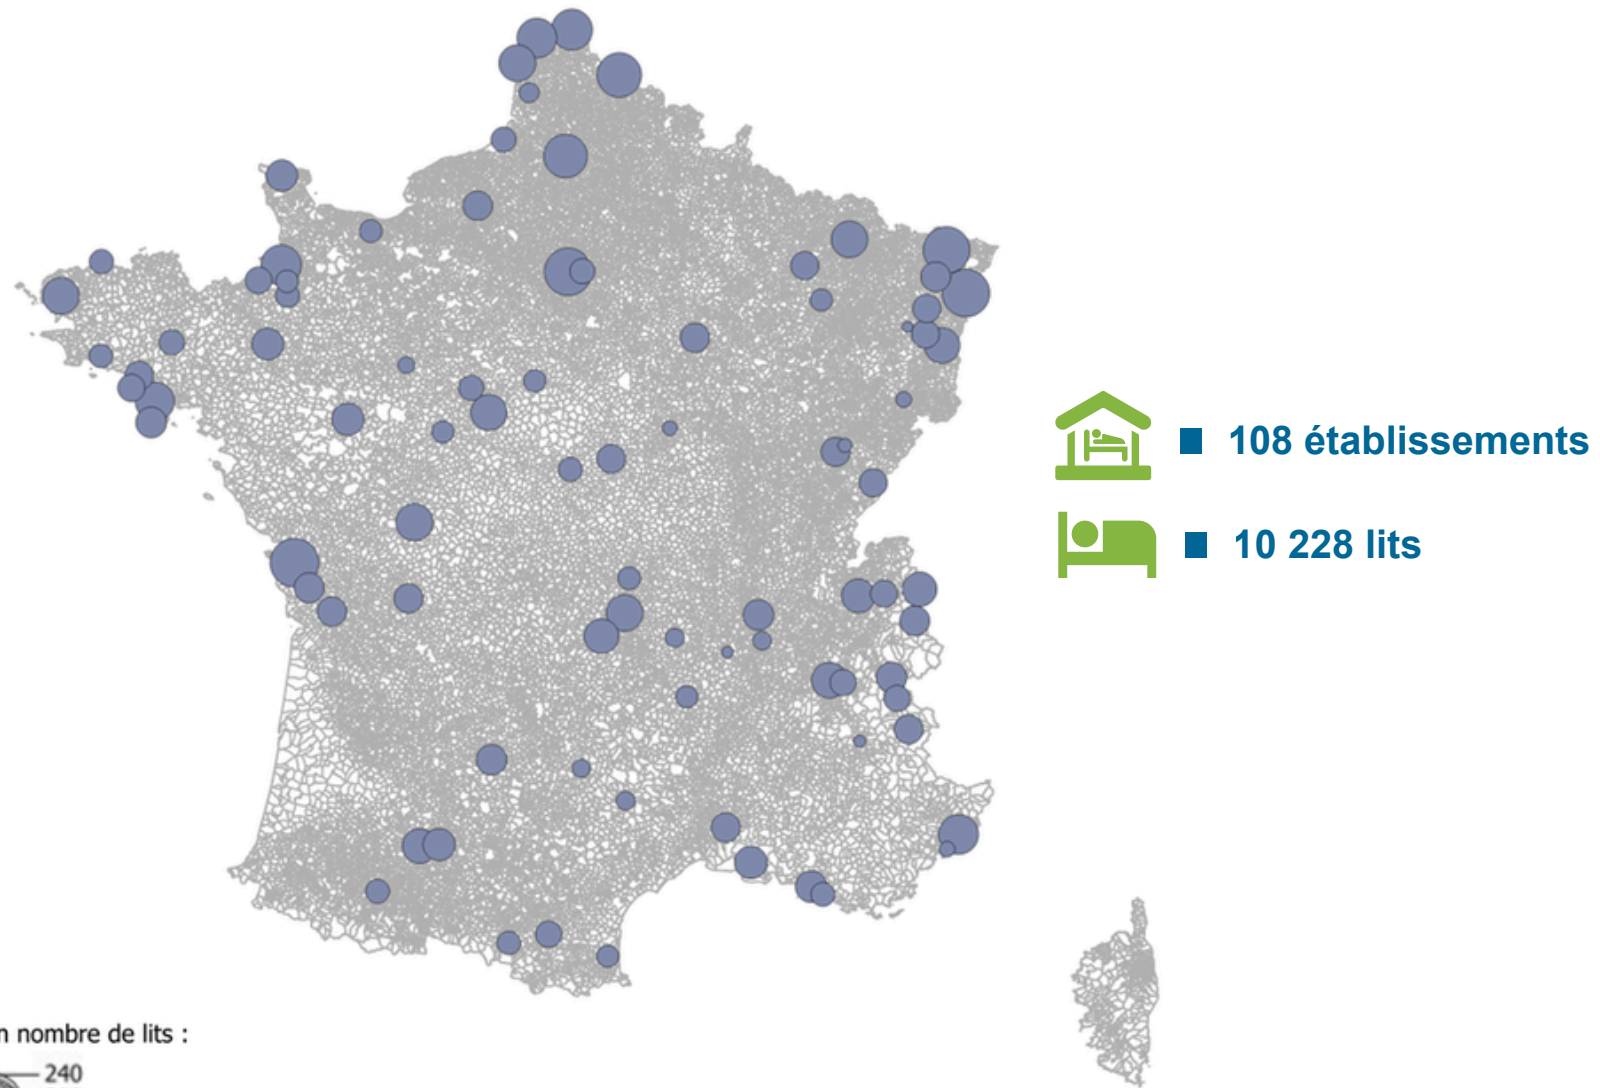 108 établissements
10 228 lits
nombre de lits :
240